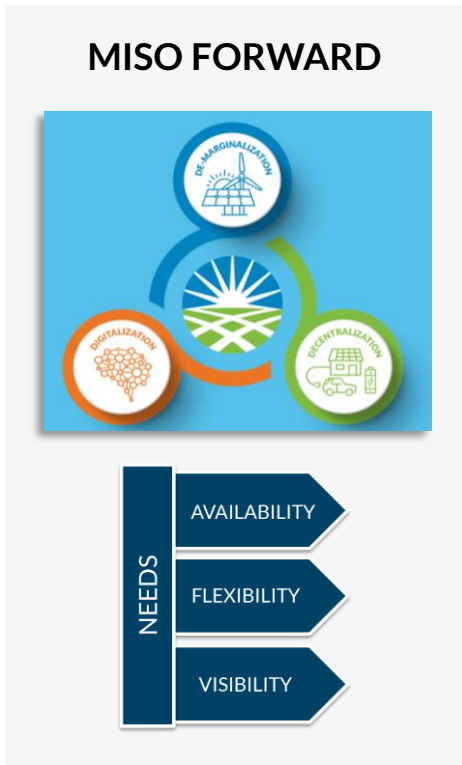 MISO FORWARD
DE-MARGINALIZATION
DIGITALIZATION
DECENTRALIZATION
NEEDS
AVAILABILITY
FLEXIBILITY
VISIBILITY